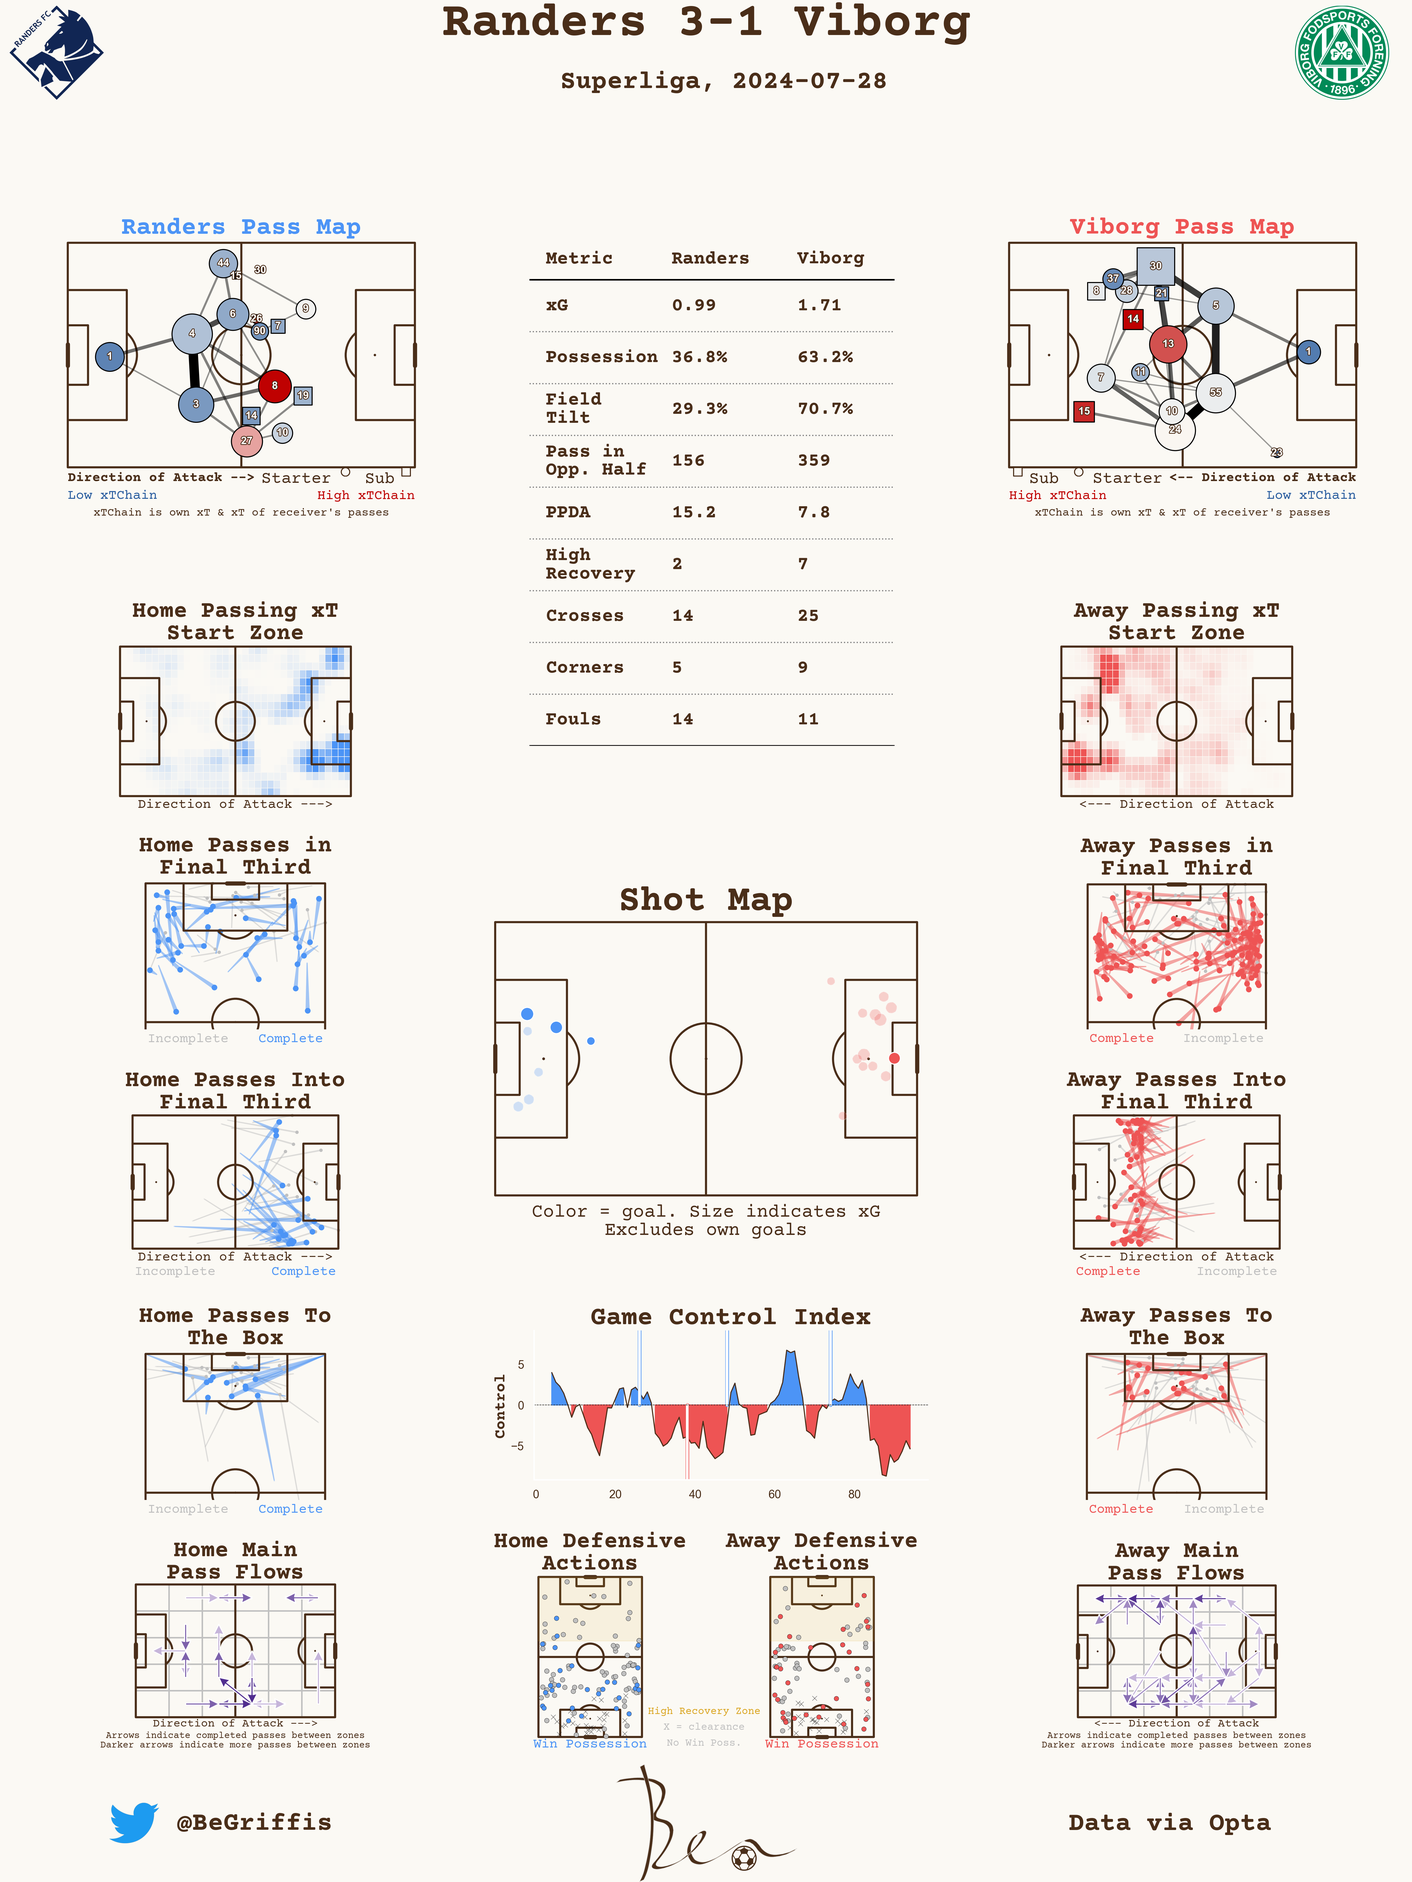 Randers 3-1 Viborg
Superliga, 2024-07-28
RANDERS FC
VIBORG FODSPORTS FORENING
VFF
·1896·
Randers Pass Map
44
15
30
9
6
26
90
7
4
1
8
19
3
14
10
27
Direction of Attack --> Starter Sub
Low xTChain High xTChain
xTChain is own xT & xT of receiver's passes
Metric Randers Viborg
xG 0.99 1.71
Possession 36.8% 63.2%
Field
Tilt 29.3% 70.7%
Pass in
Opp. Half 156 359
PPDA 15.2 7.8
High
Recovery 2 7
Crosses 14 25
Corners 5 9
Fouls 14 11
Viborg Pass Map
30
37
8
28
21
5
14
13
1
7
11
55
15
10
24
23
Sub Starter <-- Direction of Attack
High xTChain Low xTChain
xTChain is own xT & xT of receiver's passes
Home Passing xT
Start Zone
Direction of Attack --->
Away Passing xT
Start Zone
<--- Direction of Attack
Home Passes in
Final Third
Incomplete Complete
Away Passes in
Final Third
Complete Incomplete
Shot Map
Color = goal. Size indicates xG
Excludes own goals
Home Passes Into
Final Third
Direction of Attack --->
Incomplete Complete
Away Passes Into
Final Third
<--- Direction of Attack
Complete Incomplete
Home Passes To
The Box
Incomplete Complete
Game Control Index
Control
5
0
−5
0 20 40 60 80
Away Passes To
The Box
Complete Incomplete
Home Main
Pass Flows
Direction of Attack --->
Arrows indicate completed passes between zones
Darker arrows indicate more passes between zones
Home Defensive
Actions
Win Possession
High Recovery Zone
X = clearance
No Win Poss.
Away Defensive
Actions
Win Possession
Away Main
Pass Flows
<--- Direction of Attack
Arrows indicate completed passes between zones
Darker arrows indicate more passes between zones
@BeGriffis
Ben
Data via Opta